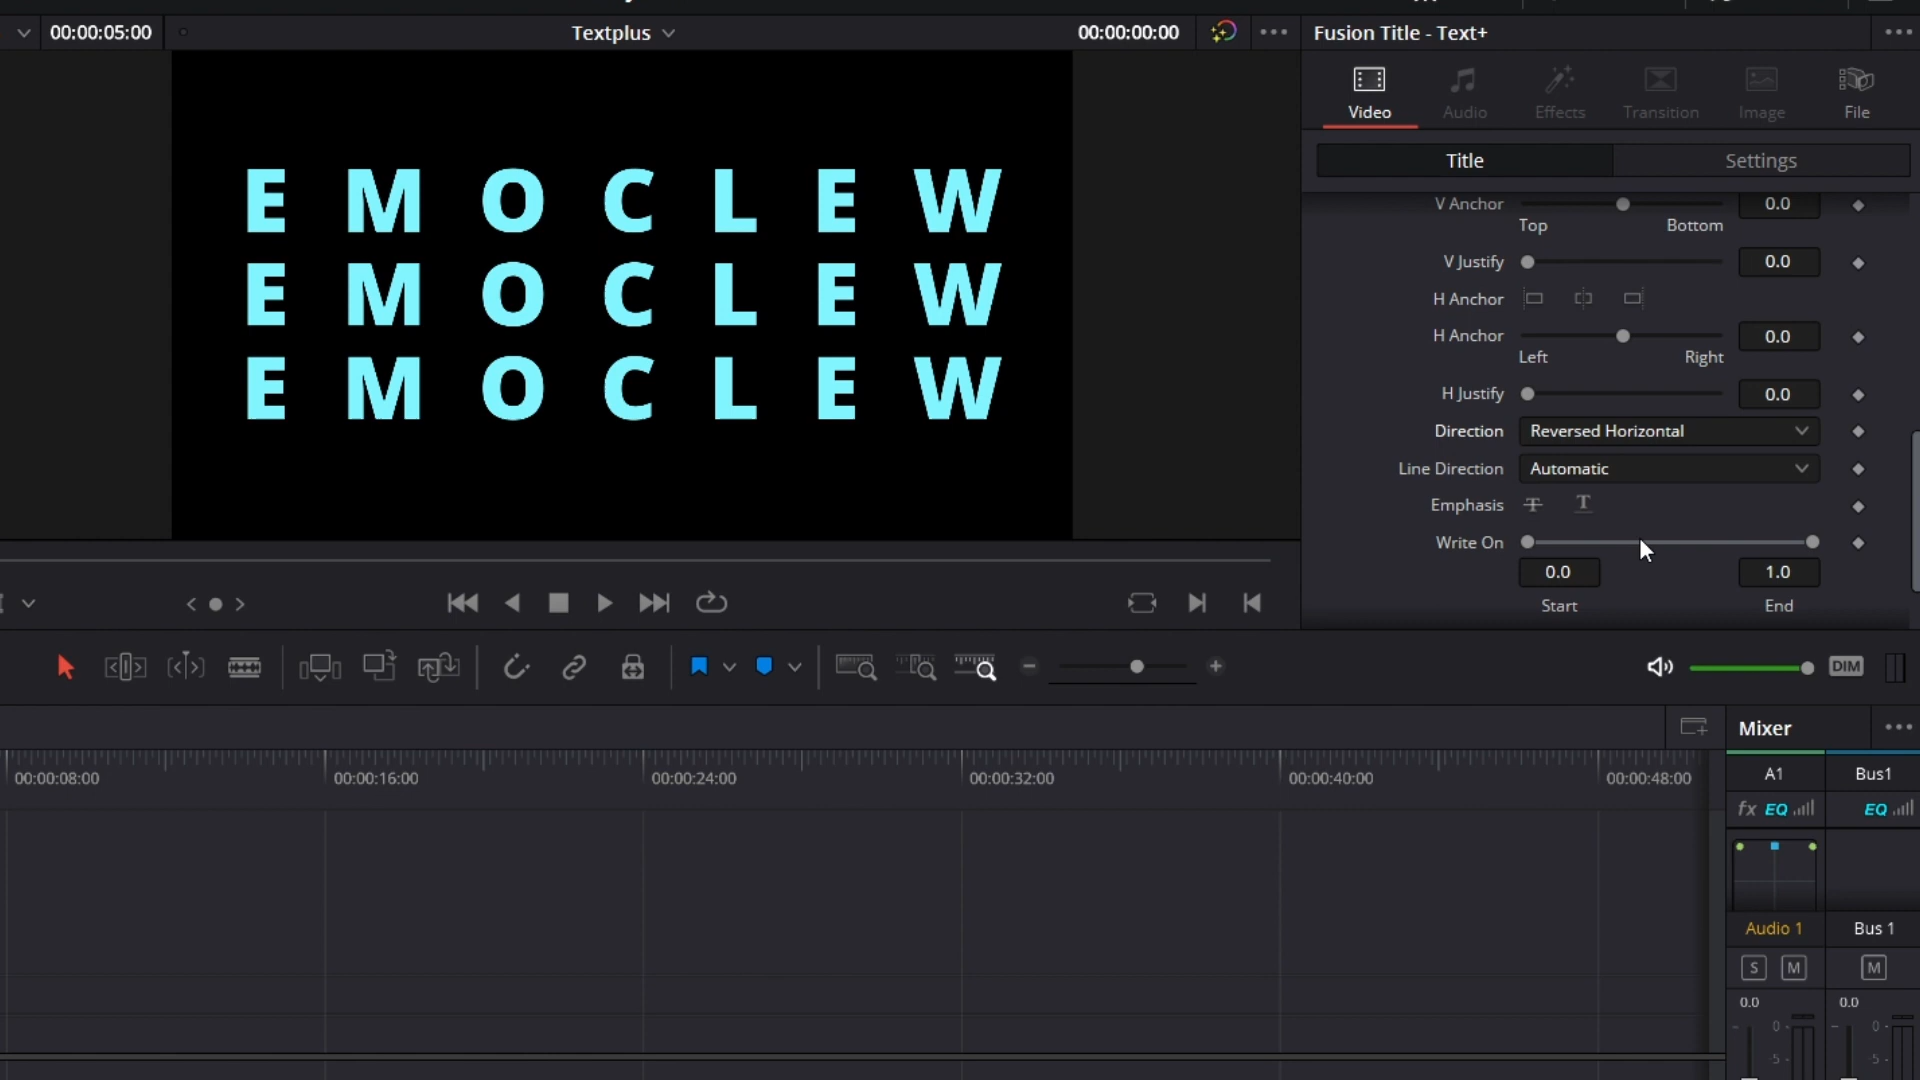 00:00:05:00
Textplus
00:00:00:00
Fusion Title - Text+
Video
Audio
Effects
Transition
Image
File
Title
Settings
E M O C L E W
E M O C L E W
E M O C L E W
V Anchor
0.0
Top
Bottom
V Justify
0.0
H Anchor
H Anchor
0.0
Left
Right
H Justify
0.0
Direction
Reversed Horizontal
Line Direction
Automatic
Emphasis
T
T
Write On
0.0
1.0
Start
End
DIM
Mixer
00:00:08:00
00:00:16:00
00:00:24:00
00:00:32:00
00:00:40:00
00:00:48:00
A1
Bus1
fx EQ
EQ
Audio 1
Bus 1
S
M
M
0.0
0.0
0-
0-
-5-
-5-